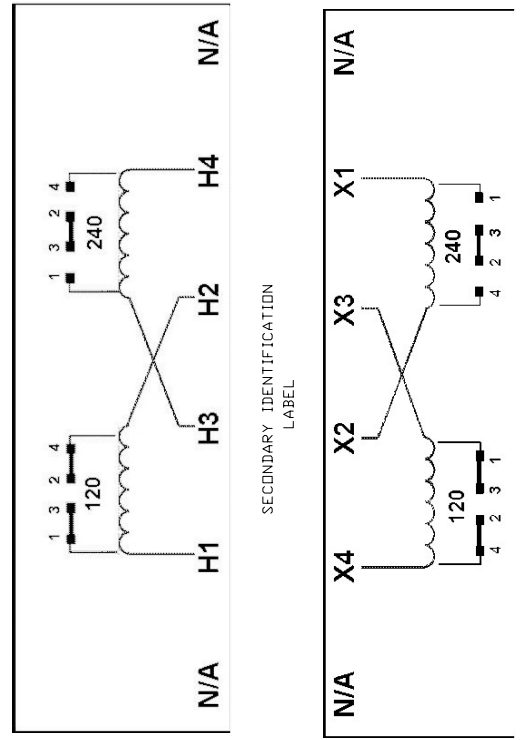 1 3 2 4 1 3 2 4
120 240
N/A H1 H3 H2 H4 N/A
SECONDARY IDENTIFICATION
LABEL
N/A X4 X2 X3 X1 N/A
120 240
4 2 3 1 4 2 3 1